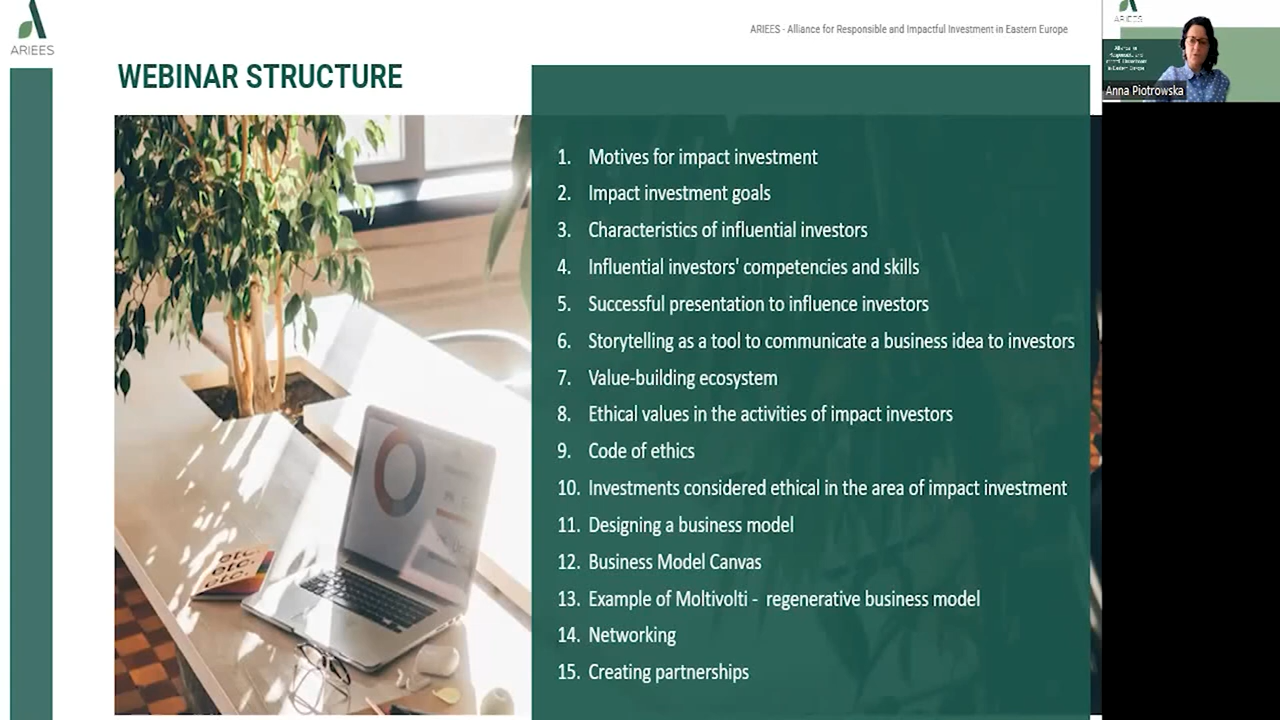 ARIEES
ARIEES - Alliance for Responsible and Impactful Investment in Eastern Europe
WEBINAR STRUCTURE
1. Motives for impact investment
2. Impact investment goals
3. Characteristics of influential investors
4. Influential investors' competencies and skills
5. Successful presentation to influence investors
6. Storytelling as a tool to communicate a business idea to investors
7. Value-building ecosystem
8. Ethical values in the activities of impact investors
9. Code of ethics
10. Investments considered ethical in the area of impact investment
11. Designing a business model
12. Business Model Canvas
13. Example of Moltivolti - regenerative business model
14. Networking
15. Creating partnerships
etc.
etc.
etc.
ARIEES
Anna Piotrowska